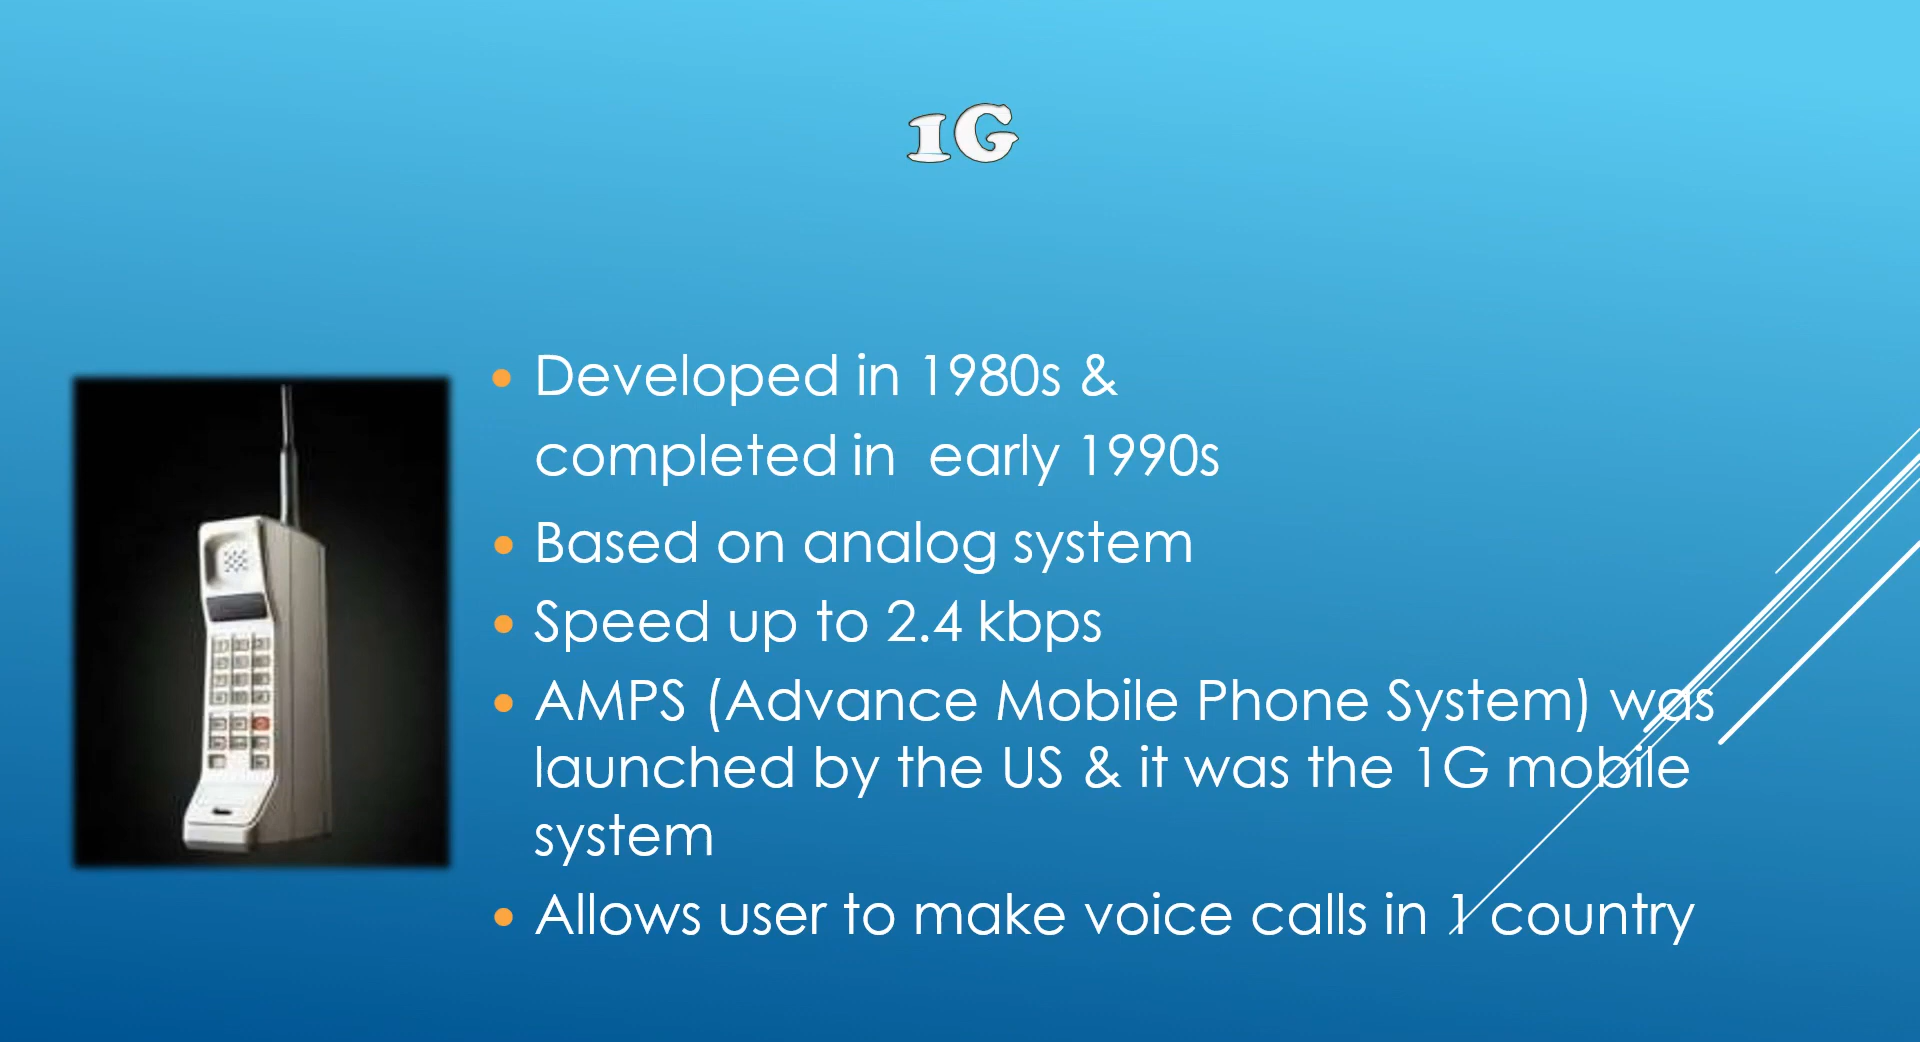 1G
• Developed in 1980s &
completed in  early 1990s
• Based on analog system
• Speed up to 2.4 kbps
• AMPS (Advance Mobile Phone System) was
launched by the US & it was the 1G mobile
system
• Allows user to make voice calls in 1 country